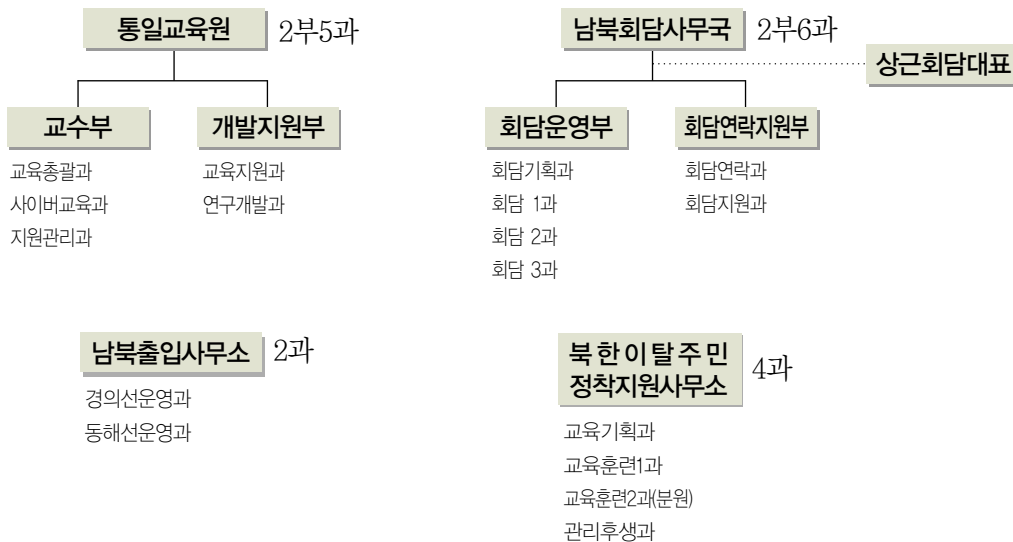 통일교육원 2부5과
교수부
교육총괄과
사이버교육과
지원관리과
개발지원부
교육지원과
연구개발과
남북회담사무국 2부6과
상근회담대표
회담운영부
회담기획과
회담 1과
회담 2과
회담 3과
회담연락지원부
회담연락과
회담지원과
남북출입사무소 2과
경의선운영과
동해선운영과
북한이탈주민
정착지원사무소 4과
교육기획과
교육훈련1과
교육훈련2과(분원)
관리후생과